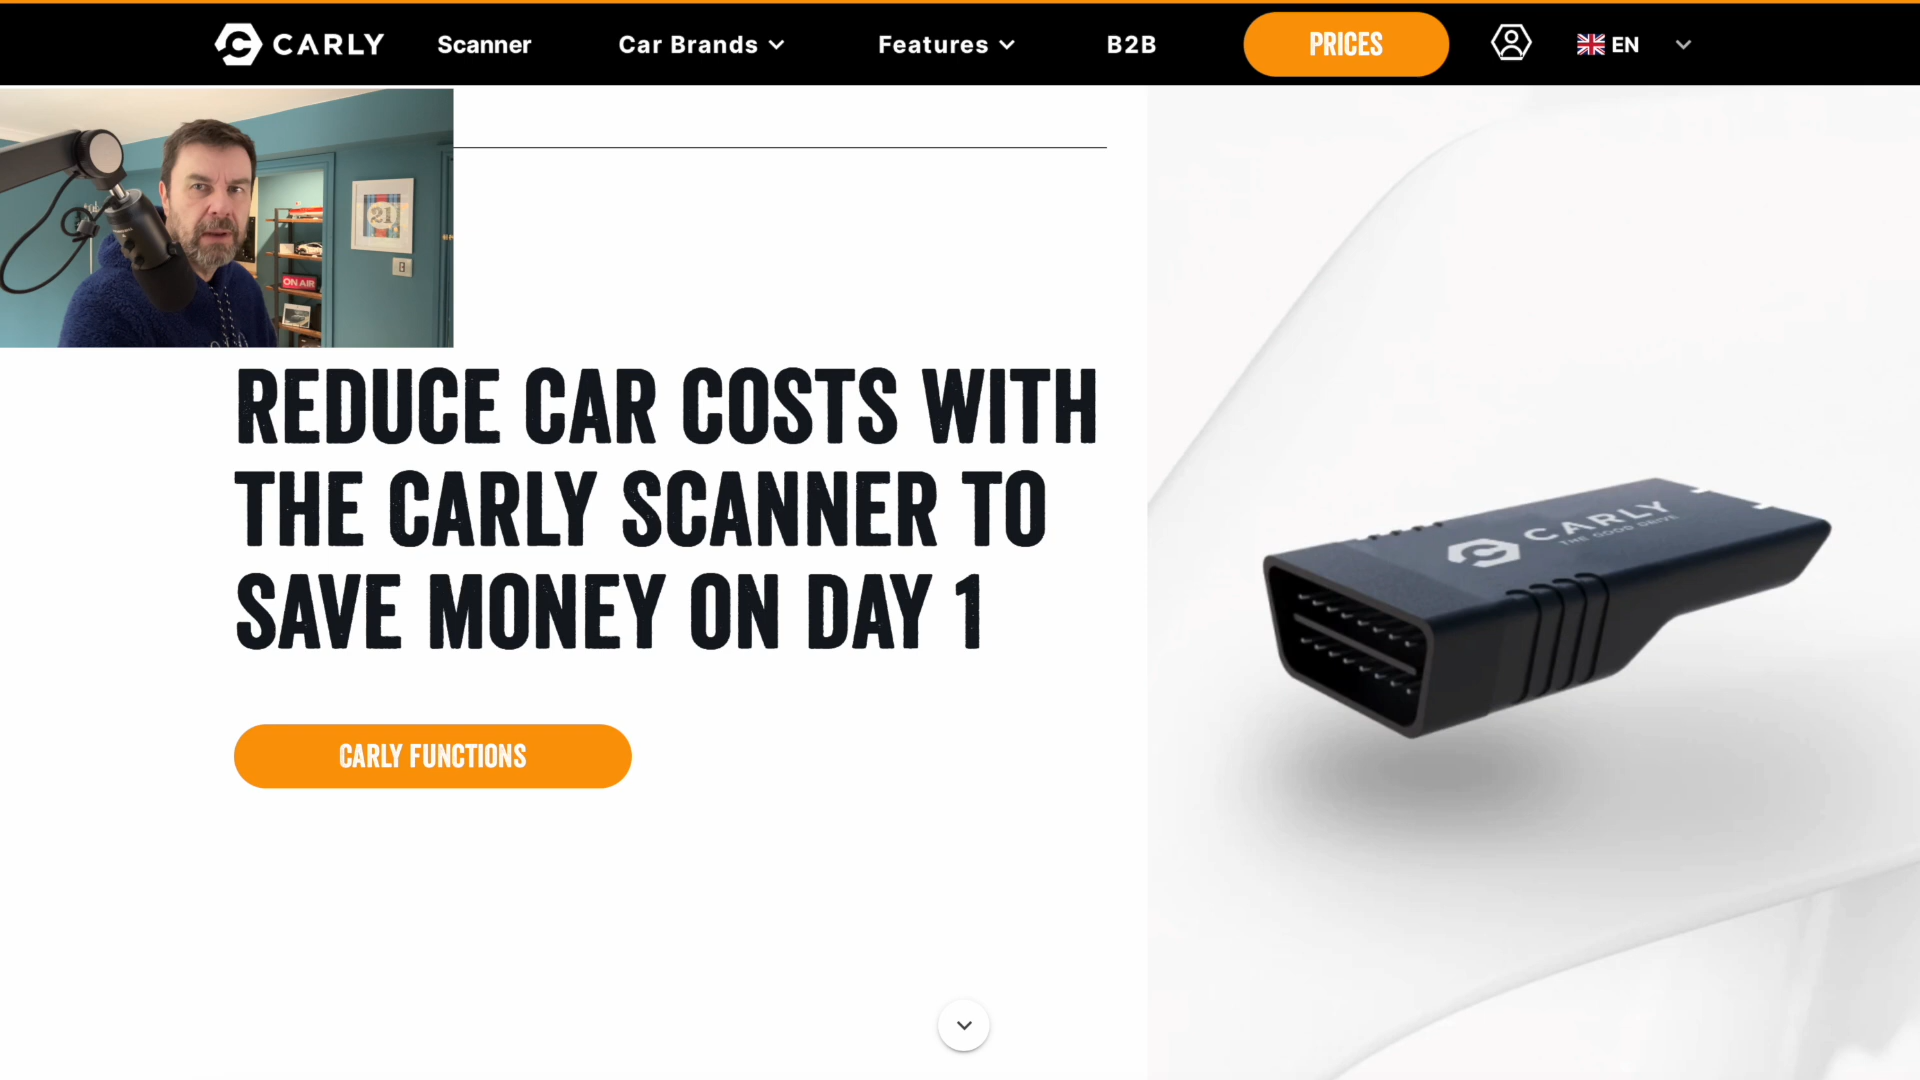 CARLY
Scanner
Car Brands
Features
B2B
PRICES
EN
21
ON AIR
REDUCE CAR COSTS WITH
THE CARLY SCANNER TO
SAVE MONEY ON DAY 1
CARLY FUNCTIONS
CARLY
THE GOOD DRIVE